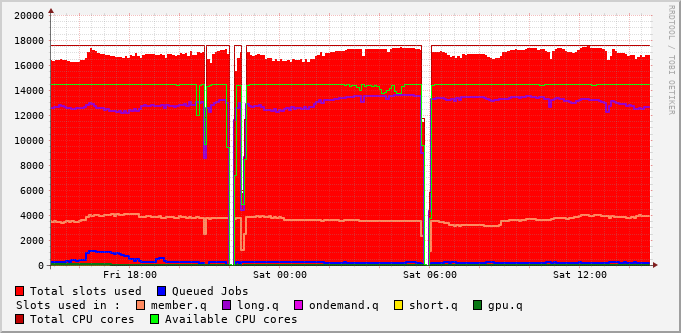 20000
18000
16000
14000
12000
10000
8000
6000
4000
2000
0
Fri 18:00 Sat 00:00 Sat 06:00 Sat 12:00
RRDTOOL / TOBI OETIKER
Total slots used Queued Jobs
Slots used in : member.q long.q ondemand.q short.q gpu.q
Total CPU cores Available CPU cores